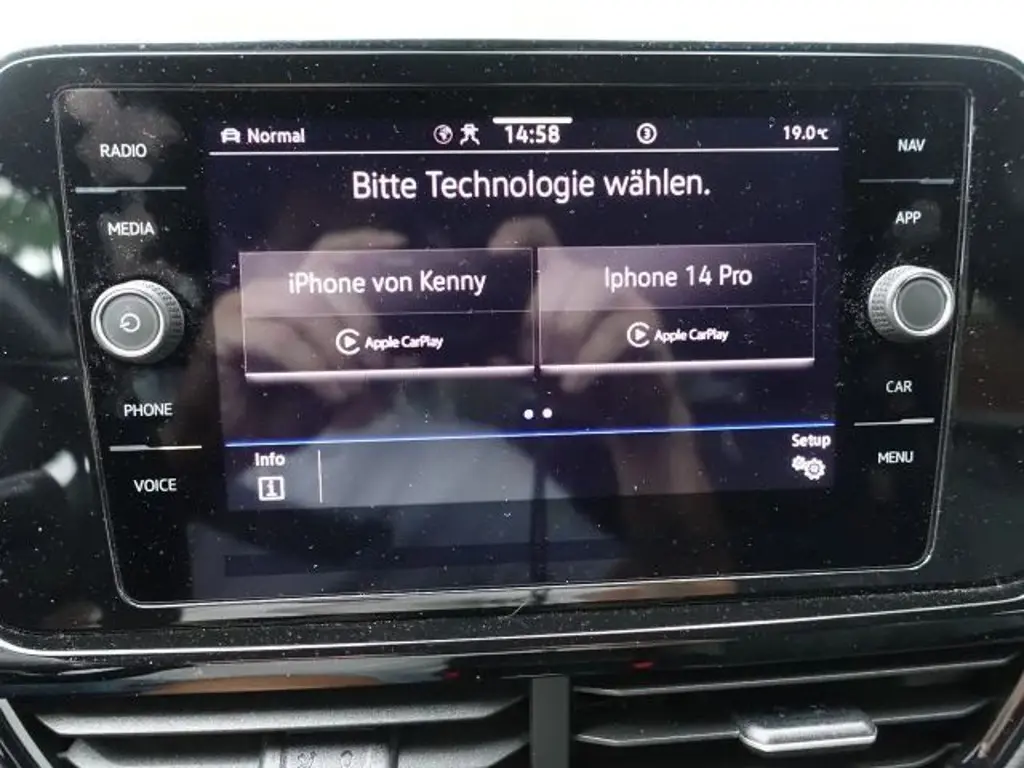 RADIO
MEDIA
PHONE
VOICE
Normal
14:58
3
19.0°C
Bitte Technologie wählen.
iPhone von Kenny
Apple CarPlay
Iphone 14 Pro
Apple CarPlay
Info
i
Setup
NAV
APP
CAR
MENU